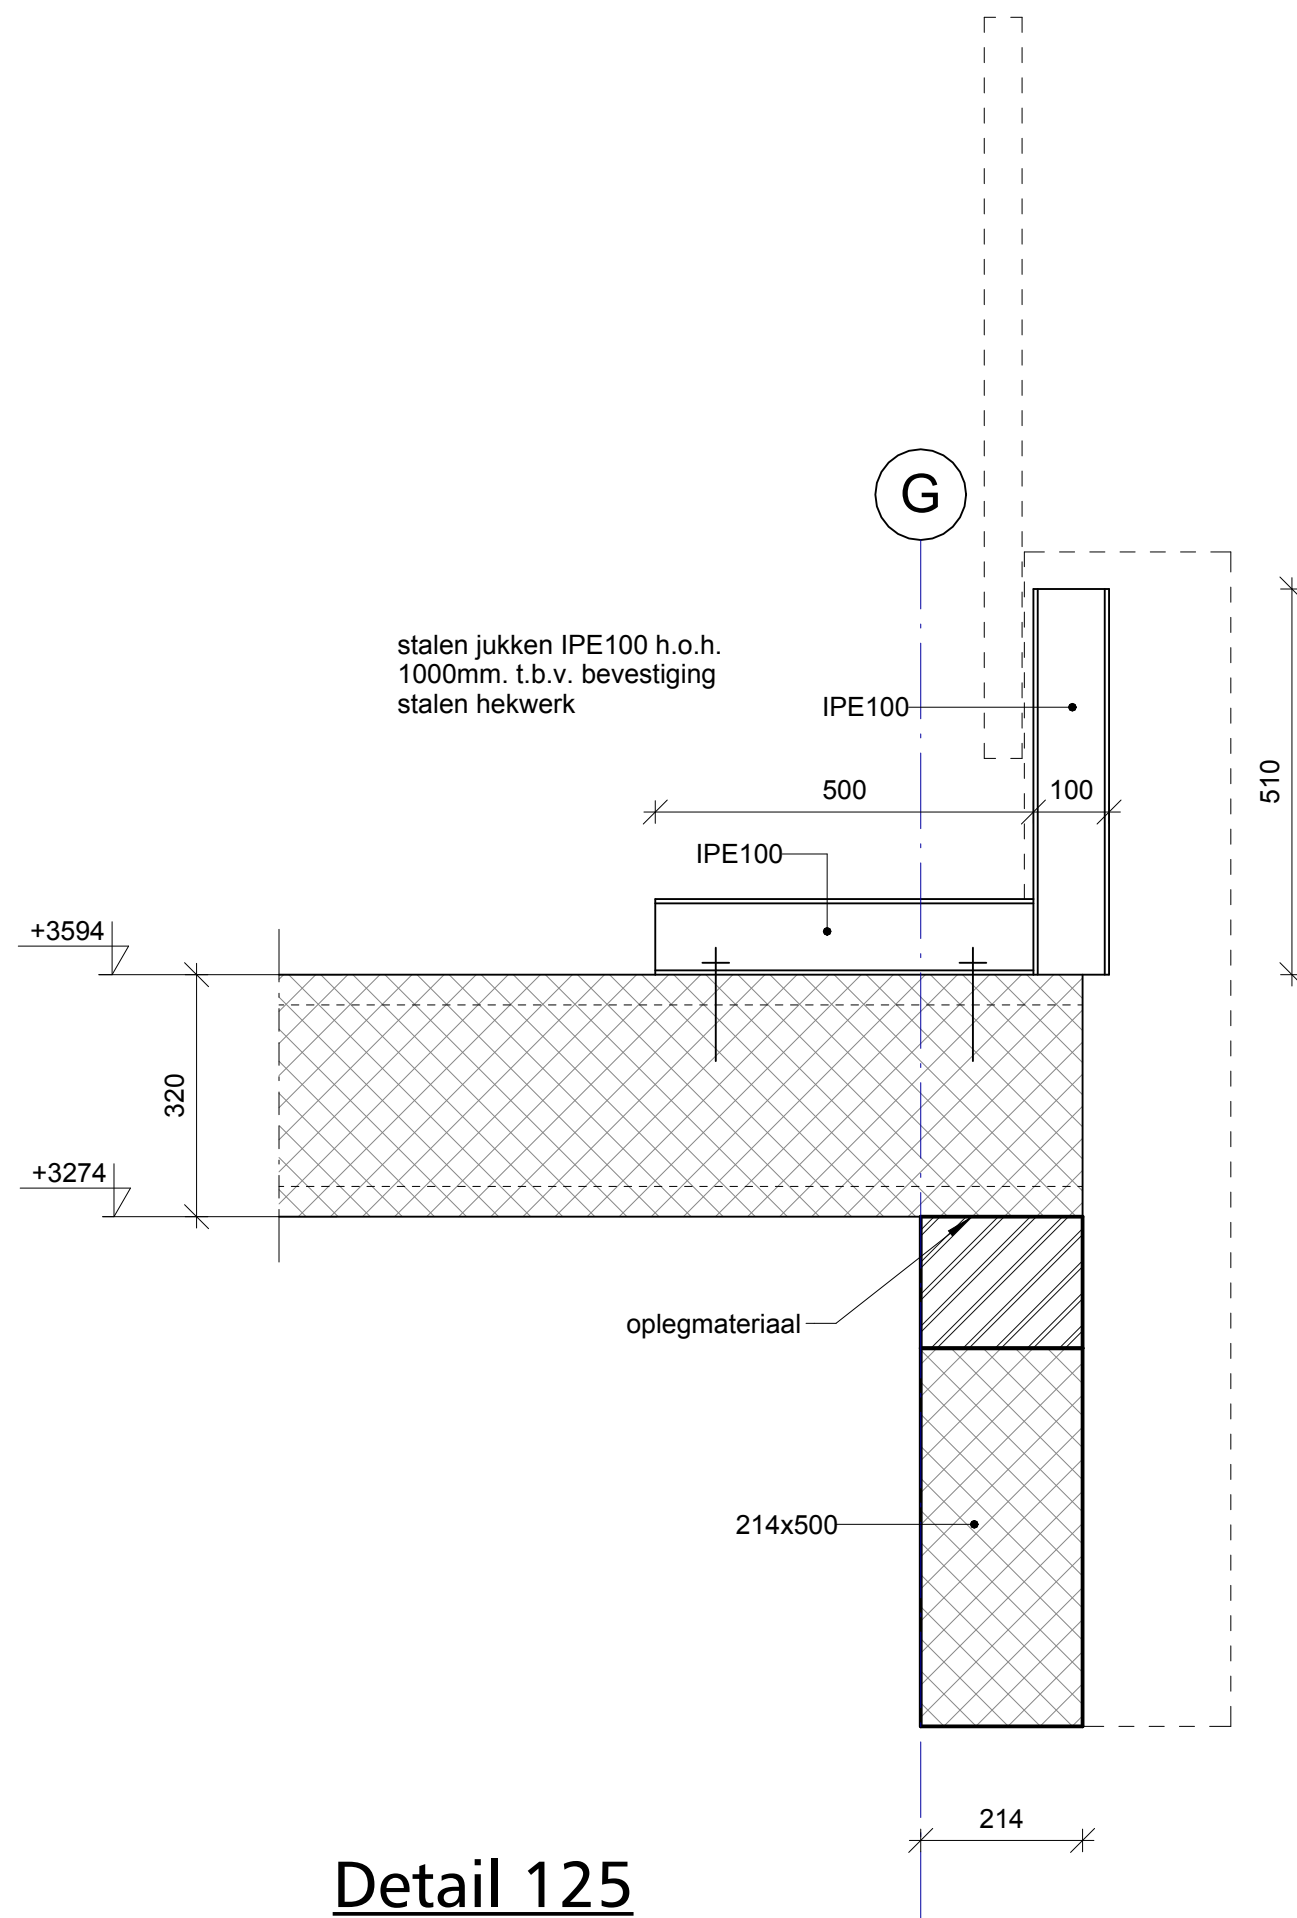 G
stalen jukken IPE100 h.o.h.
1000mm. t.b.v. bevestiging
stalen hekwerk
IPE100
500
100
510
IPE100
+3594
320
+3274
oplegmateriaal
214x500
214
Detail 125